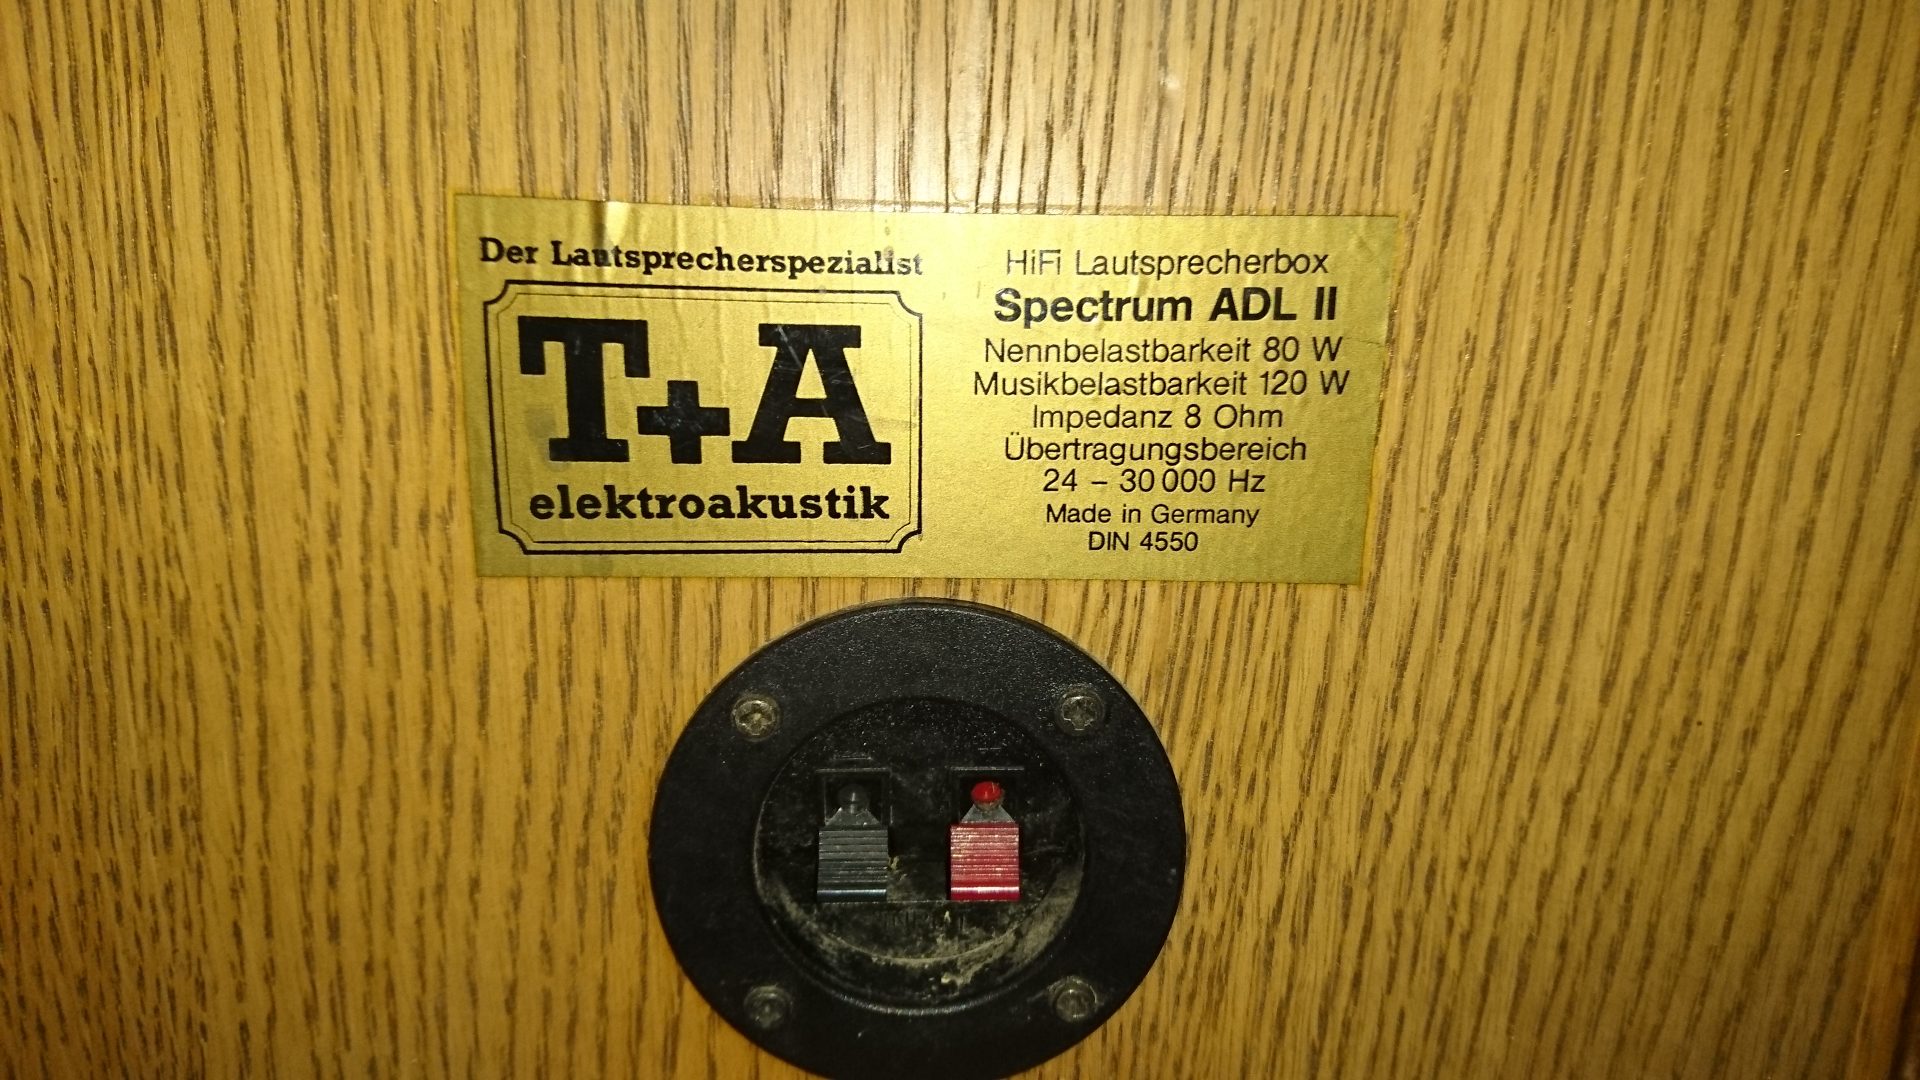 Der Lautsprecherspezialist
T+A
elektroakustik
HiFi Lautsprecherbox
Spectrum ADL II
Nennbelastbarkeit 80 W
Musikbelastbarkeit 120 W
Impedanz 8 Ohm
Übertragungsbereich
24 – 30 000 Hz
Made in Germany
DIN 4550